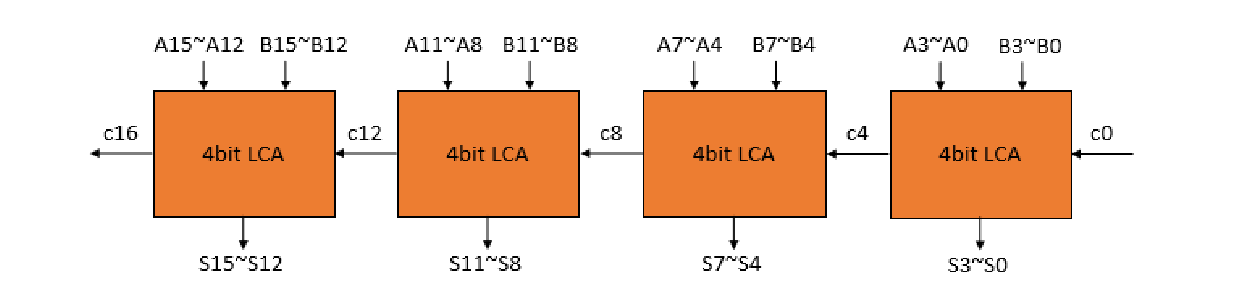 A15~A12 B15~B12 A11~A8 B11~B8 A7~A4 B7~B4 A3~A0 B3~B0
c16 c12 c8 c4 c0
4bit LCA 4bit LCA 4bit LCA 4bit LCA
S15~S12 S11~S8 S7~S4 S3~S0